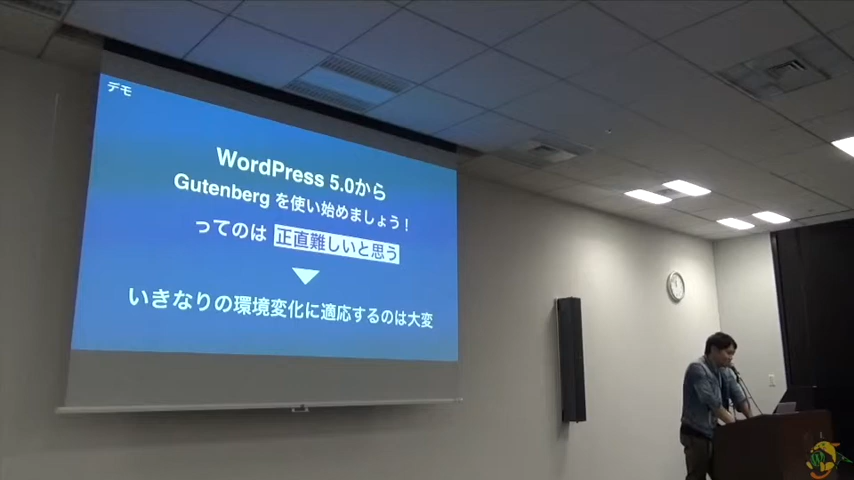 デモ
WordPress 5.0から
Gutenberg を使い始めましょう！
ってのは 正直難しいと思う
いきなりの環境変化に適応するのは大変